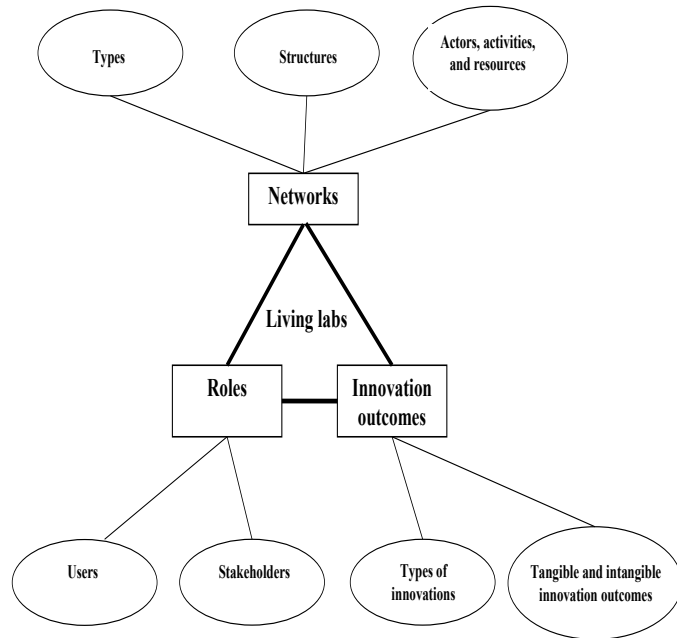 Types
Structures
Actors, activities,
and resources
Networks
Living labs
Roles
Innovation
outcomes
Users
Stakeholders
Types of
innovations
Tangible and intangible
innovation outcomes